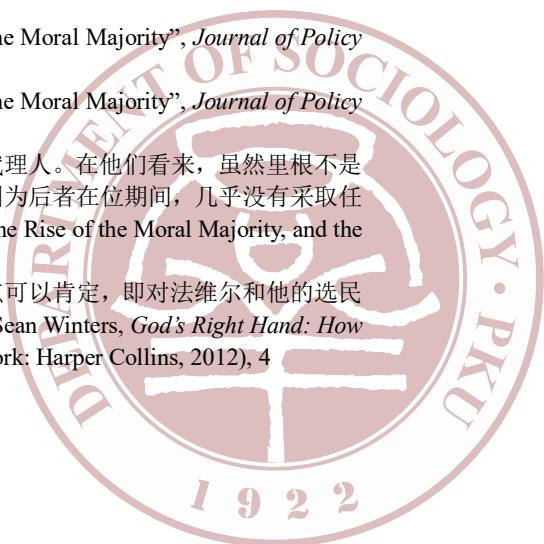 he Moral Majority”, Journal of Policy
he Moral Majority”, Journal of Policy
理人。在他们看来，虽然里根不是
为后者在位期间，几乎没有采取任
he Rise of the Moral Majority, and the
可以肯定，即对法维尔和他的选民
Sean Winters, God’s Right Hand: How
ork: Harper Collins, 2012), 4
DEPARTMENT OF SOCIOLOGY · PKU
1922